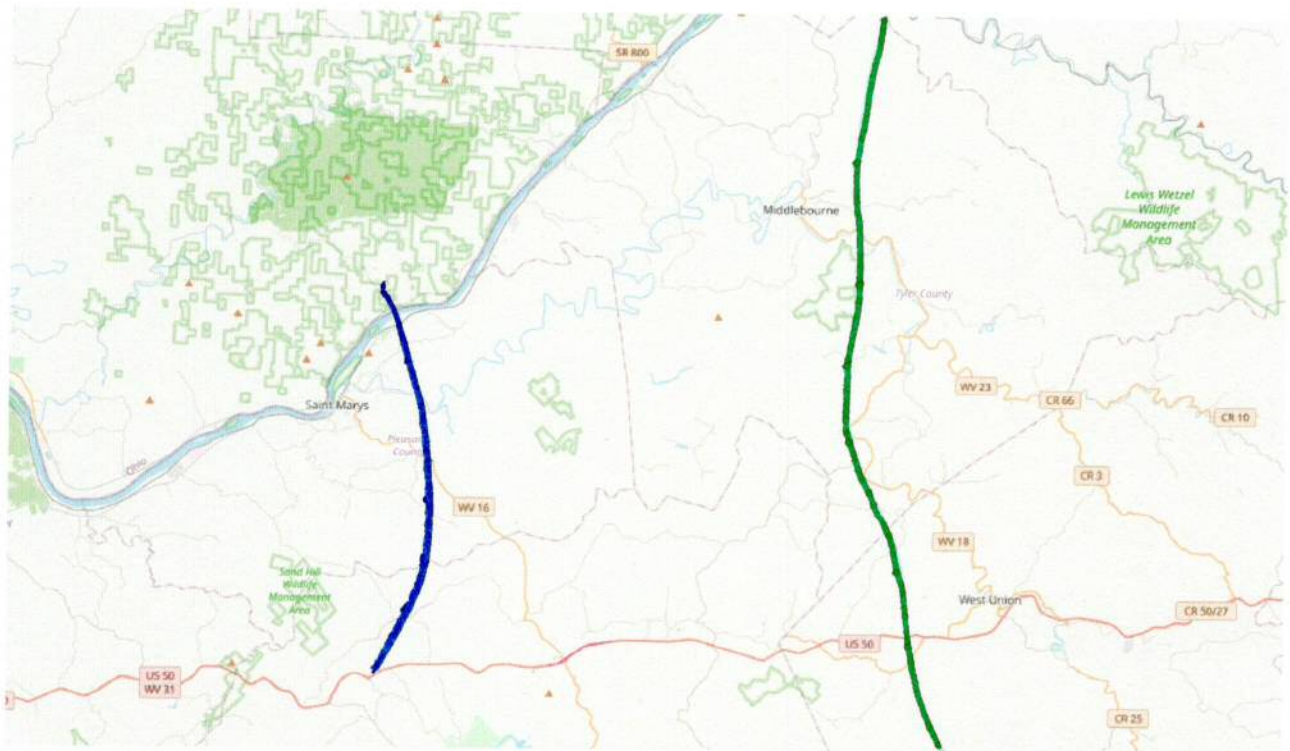 SR 800
Lewis Wetzel
Wildlife
Management
Area
Middlebourne
Tyler County
WV 23
CR 66
CR 10
Saint Marys
Ohio
CR 3
WV 16
WV 18
Sand Hill
Wildlife
Management
Area
West Union
CR 50/27
US 50
US 50
WV 31
CR 25